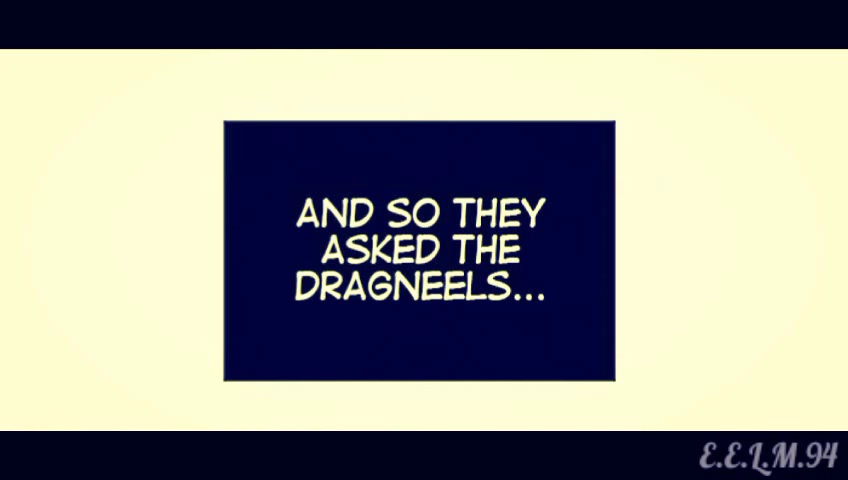 AND SO THEY
ASKED THE
DRAGNEELS...
E.E.L.M.94